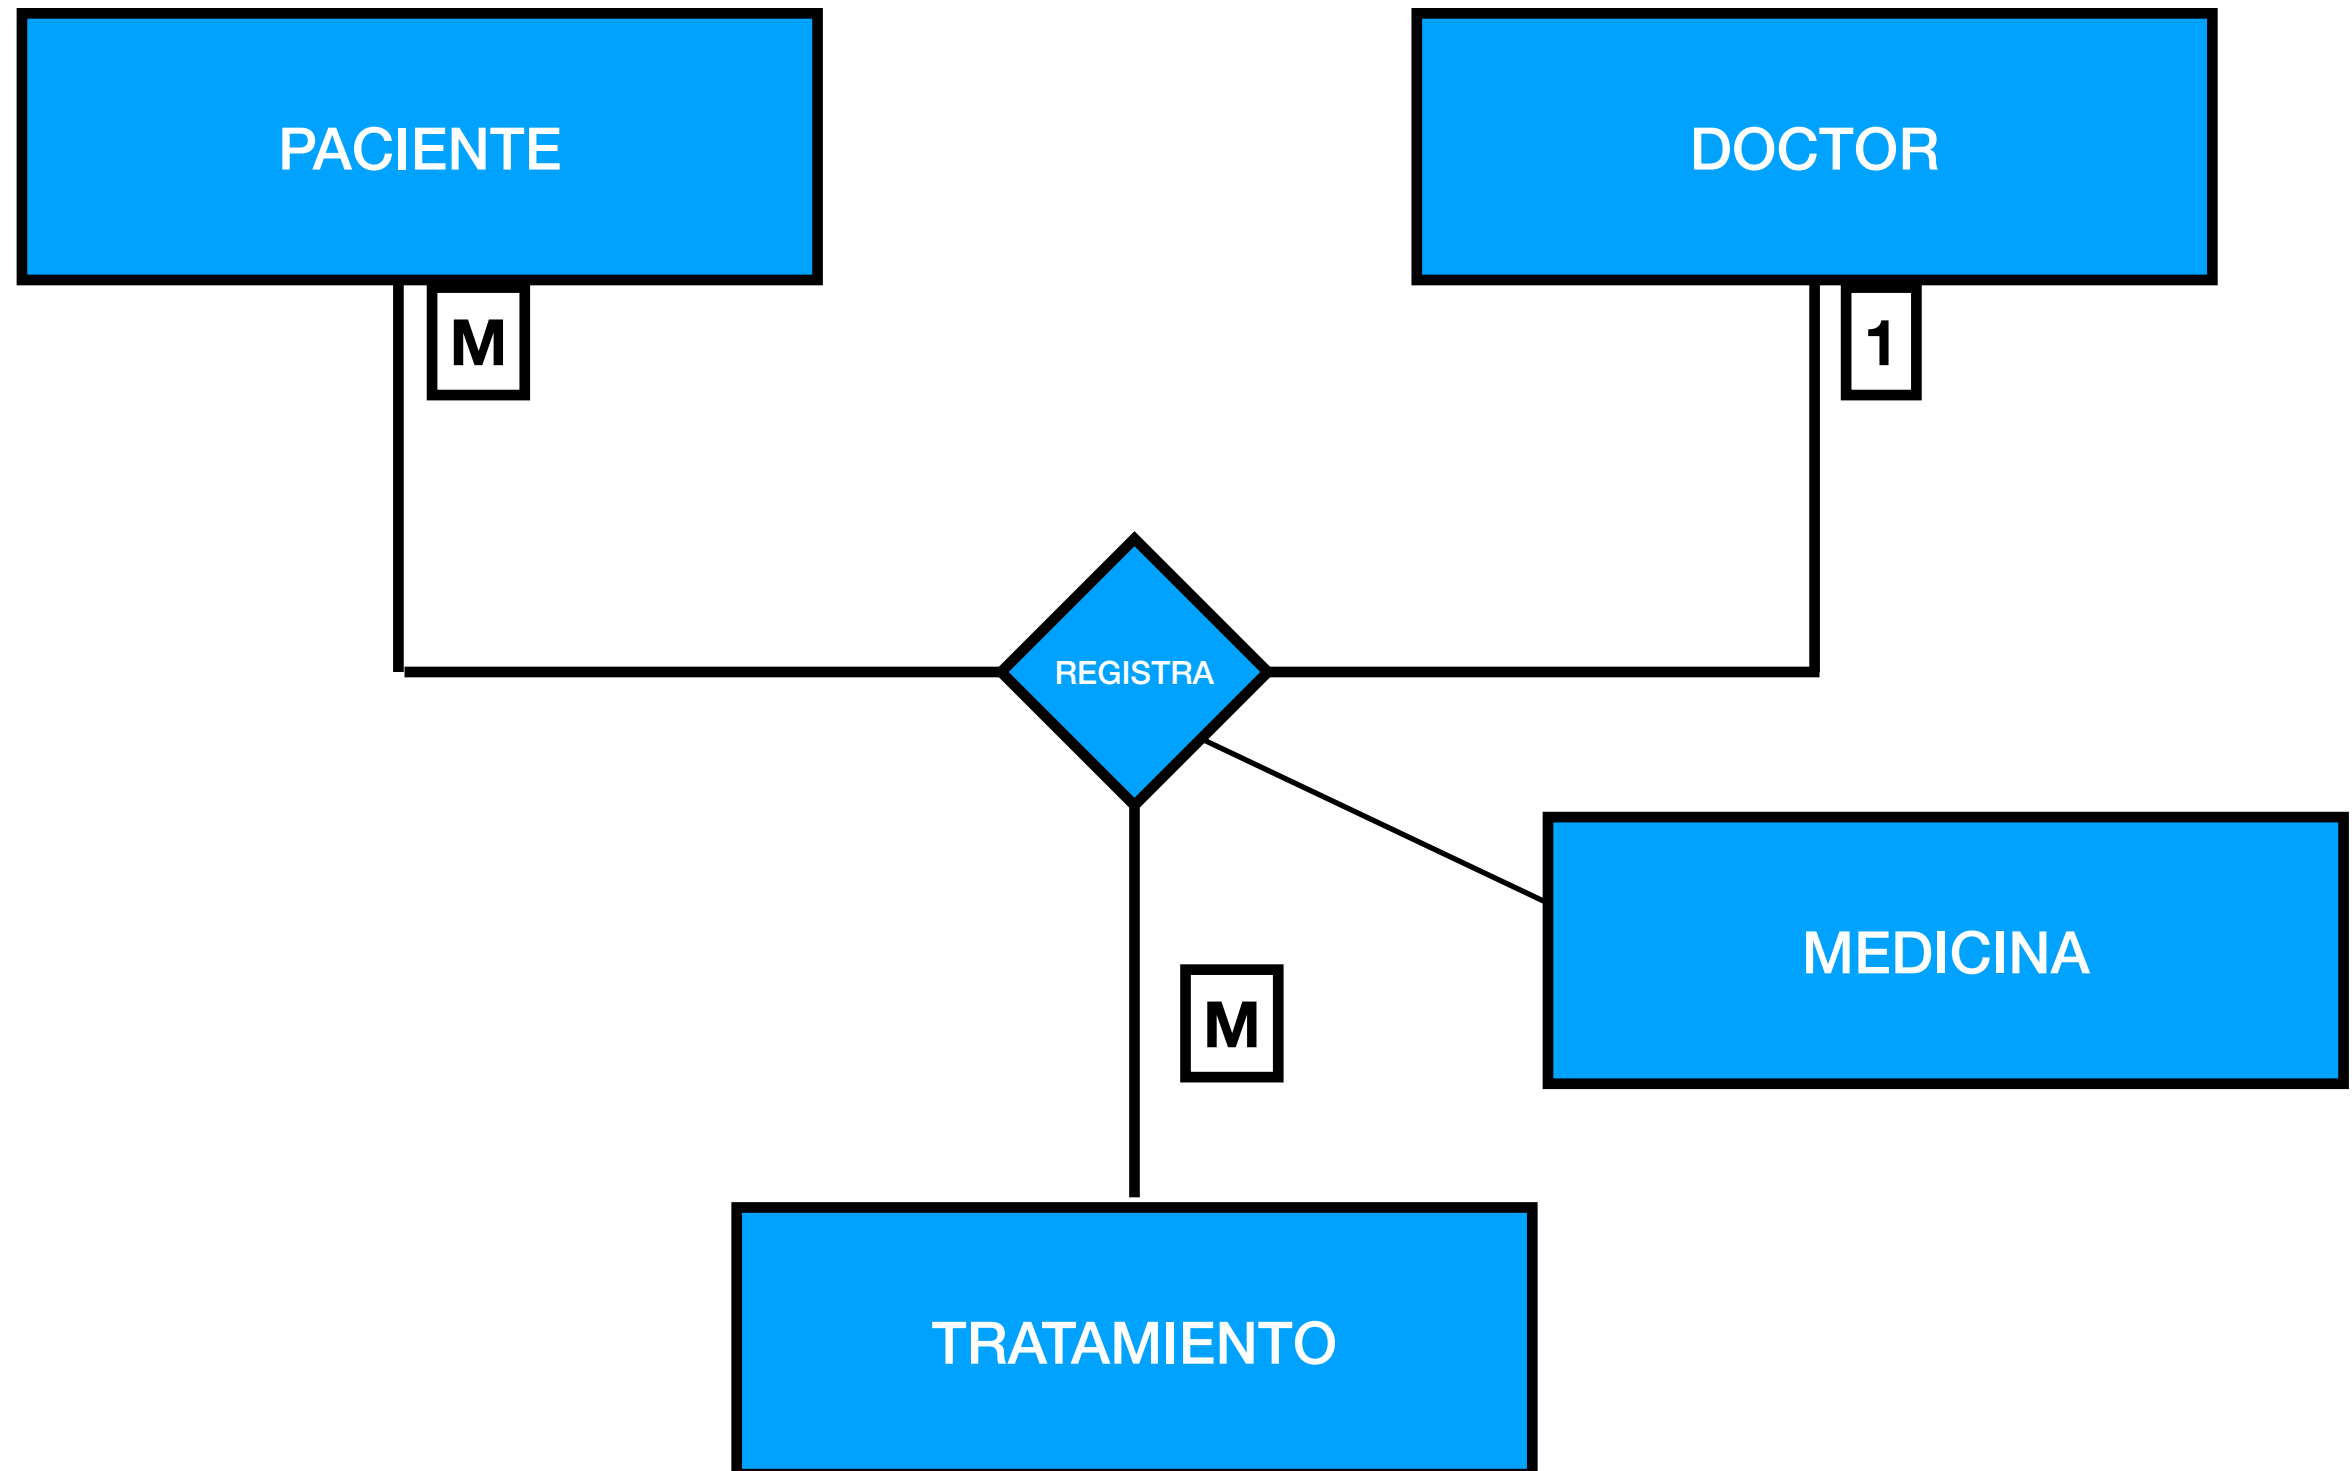 PACIENTE
DOCTOR
M
1
REGISTRA
MEDICINA
M
TRATAMIENTO